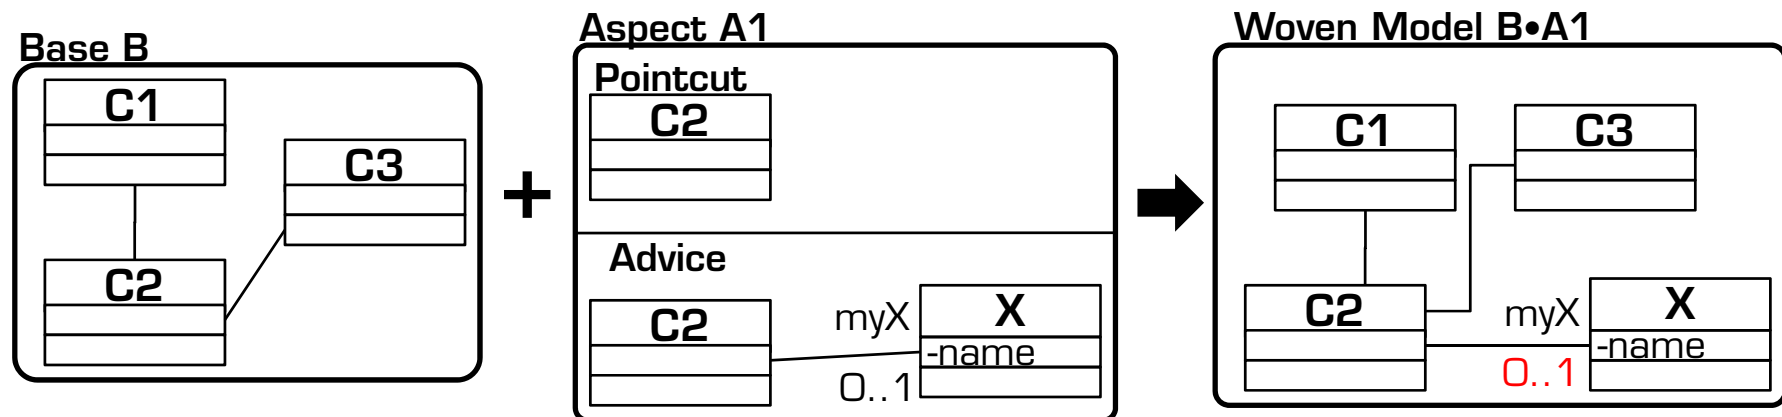 Base B
C1
C3
C2
+
Aspect A1
Pointcut
C2
Advice
C2
myX
X
-name
0..1
Woven Model B•A1
C1
C3
C2
myX
X
-name
0..1